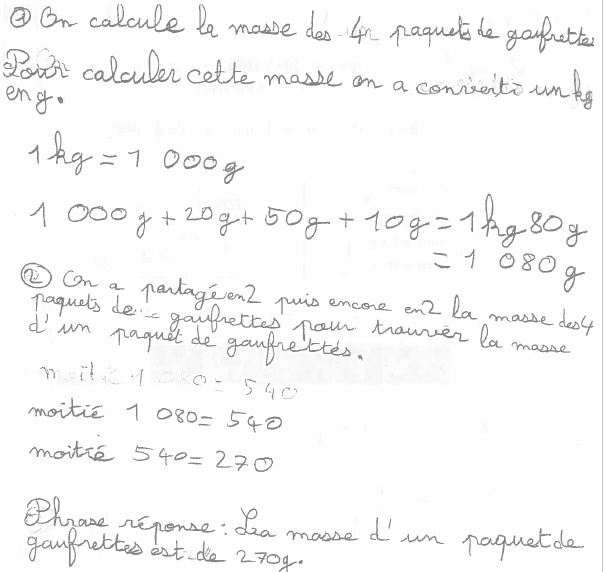 ① On calcule la masse des 4 paquets de gaufrettes
Pour calculer cette masse on a converti un kg
en g.
1 kg = 1 000 g
1 000 g + 20 g + 50 g + 10 g = 1 kg 80 g
= 1 080 g
② On a partagé en 2 puis encore en 2 la masse des 4
paquets de gaufrettes pour trouver la masse
d'un paquet de gaufrettes.
moitié 1 080 = 540
moitié 1 080 = 540
moitié 540 = 270
Phrase réponse : La masse d'un paquet de
gaufrettes est de 270g.